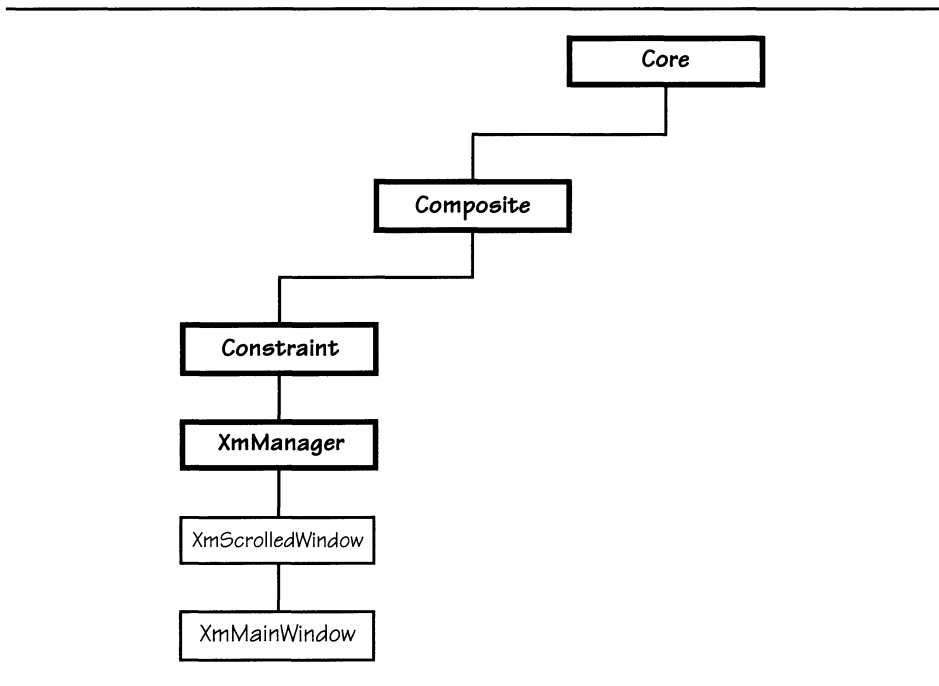 Core
Composite
Constraint
XmManager
XmScrolledWindow
XmMainWindow